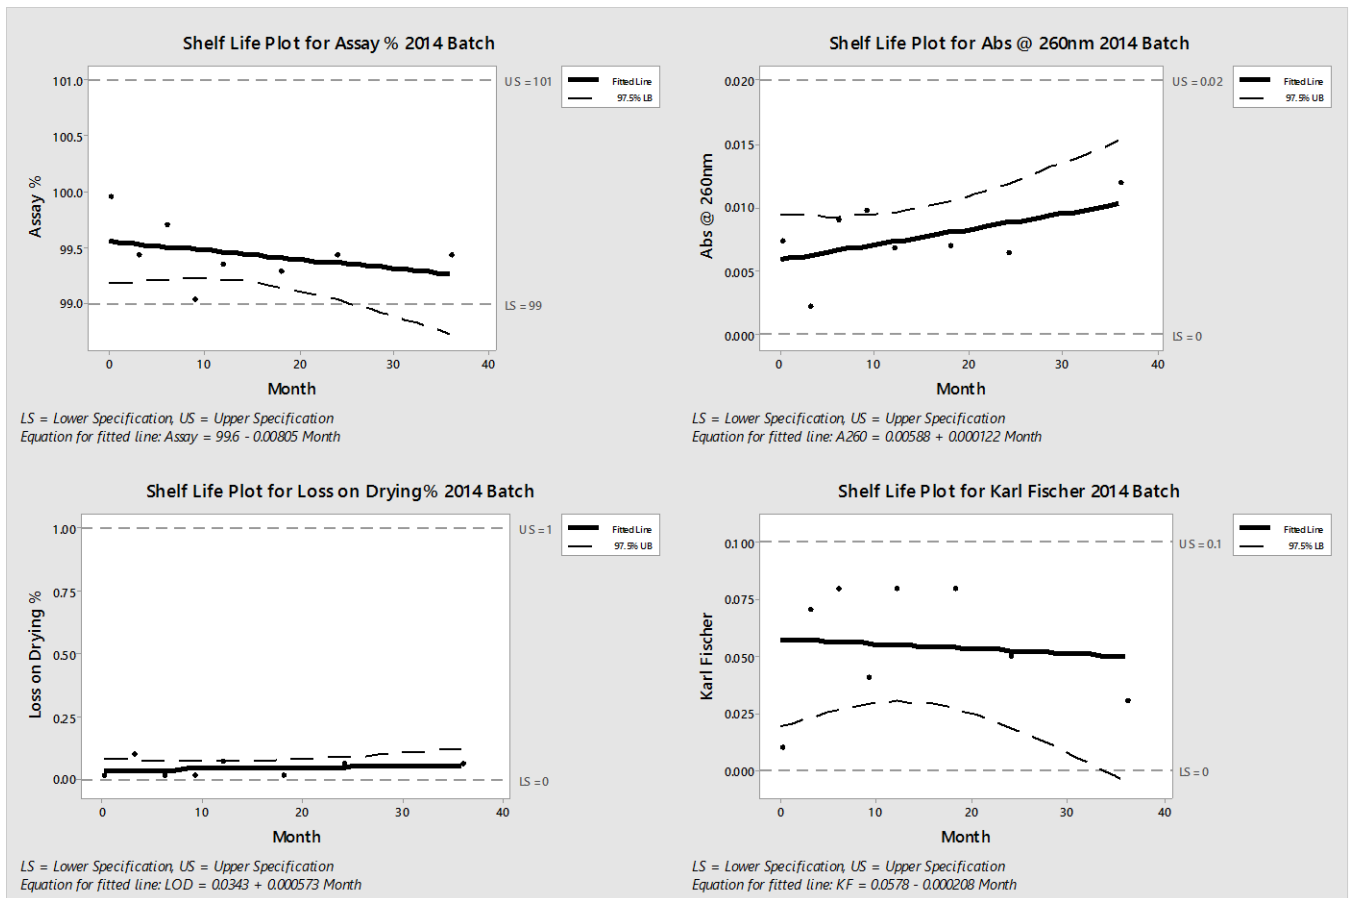 Shelf Life Plot for Assay % 2014 Batch
101.0
100.5
100.0
99.5
99.0
Assay %
US = 101
LS = 99
Fitted Line
97.5% LB
0 10 20 30 40
Month
LS = Lower Specification, US = Upper Specification
Equation for fitted line: Assay = 99.6 - 0.00805 Month
Shelf Life Plot for Abs @ 260nm 2014 Batch
0.020
0.015
0.010
0.005
0.000
Abs @ 260nm
US = 0.02
LS = 0
Fitted Line
97.5% UB
0 10 20 30 40
Month
LS = Lower Specification, US = Upper Specification
Equation for fitted line: A260 = 0.00588 + 0.000122 Month
Shelf Life Plot for Loss on Drying% 2014 Batch
1.00
0.75
0.50
0.25
0.00
Loss on Drying %
US = 1
LS = 0
Fitted Line
97.5% UB
0 10 20 30 40
Month
LS = Lower Specification, US = Upper Specification
Equation for fitted line: LOD = 0.0343 + 0.000573 Month
Shelf Life Plot for Karl Fischer 2014 Batch
0.100
0.075
0.050
0.025
0.000
Karl Fischer
US = 0.1
LS = 0
Fitted Line
97.5% LB
0 10 20 30 40
Month
LS = Lower Specification, US = Upper Specification
Equation for fitted line: KF = 0.0578 - 0.000208 Month